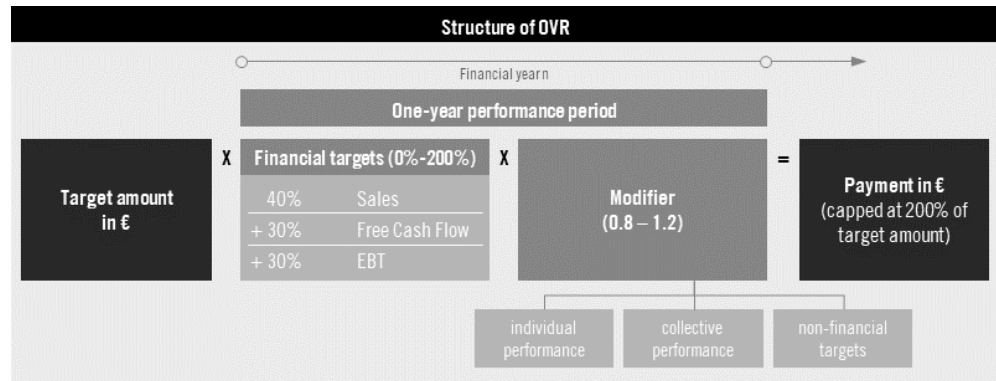 Structure of OVR
Financial yearn
One-year performance period
Target amount
in €
X
Financial targets (0%-200%)
40% Sales
+ 30% Free Cash Flow
+ 30% EBT
X
Modifier
(0.8 – 1.2)
=
Payment in €
(capped at 200% of
target amount)
individual
performance
collective
performance
non-financial
targets